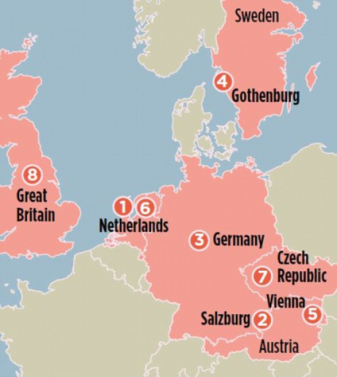 Sweden
4
Gothenburg
8
Great
Britain
1 6
Netherlands
3 Germany
Czech
7 Republic
Vienna
Salzburg 2 5
Austria